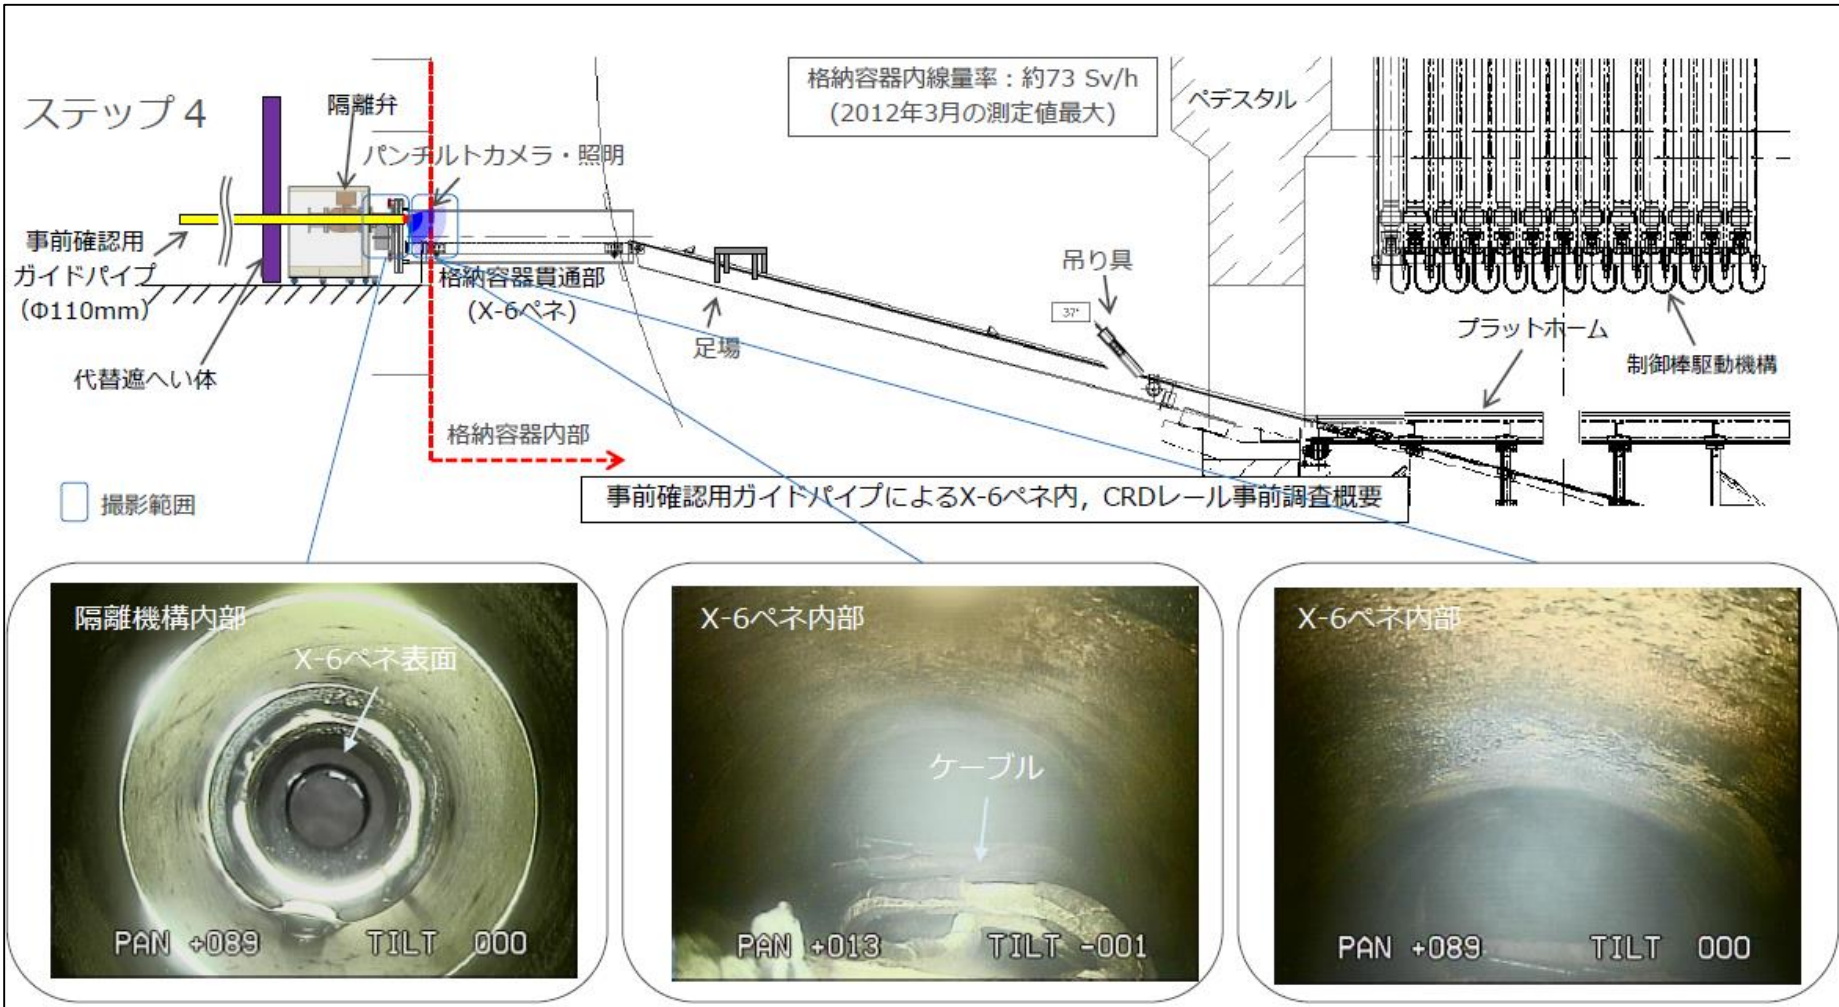 ステップ４
隔離弁
パンチルトカメラ・照明
格納容器内線量率：約73 Sv/h
(2012年3月の測定値最大)
ペデスタル
事前確認用
ガイドパイプ
（Φ110mm）
代替遮へい体
格納容器貫通部
(X-6ペネ)
足場
吊り具
37°
プラットホーム
制御棒駆動機構
格納容器内部
撮影範囲
事前確認用ガイドパイプによるX-6ペネ内，CRDレール事前調査概要
隔離機構内部
X-6ペネ表面
PAN +089 TILT 000
X-6ペネ内部
ケーブル
PAN +013 TILT -001
X-6ペネ内部
PAN +089 TILT 000